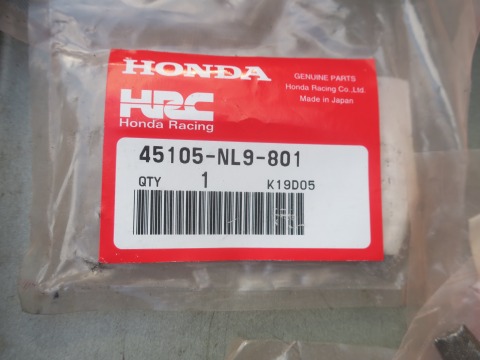 HONDA
GENUINE PARTS
Honda Racing Co.,Ltd.
Made in Japan
HRC
Honda Racing
45105-NL9-801
QTY 1 K19D05